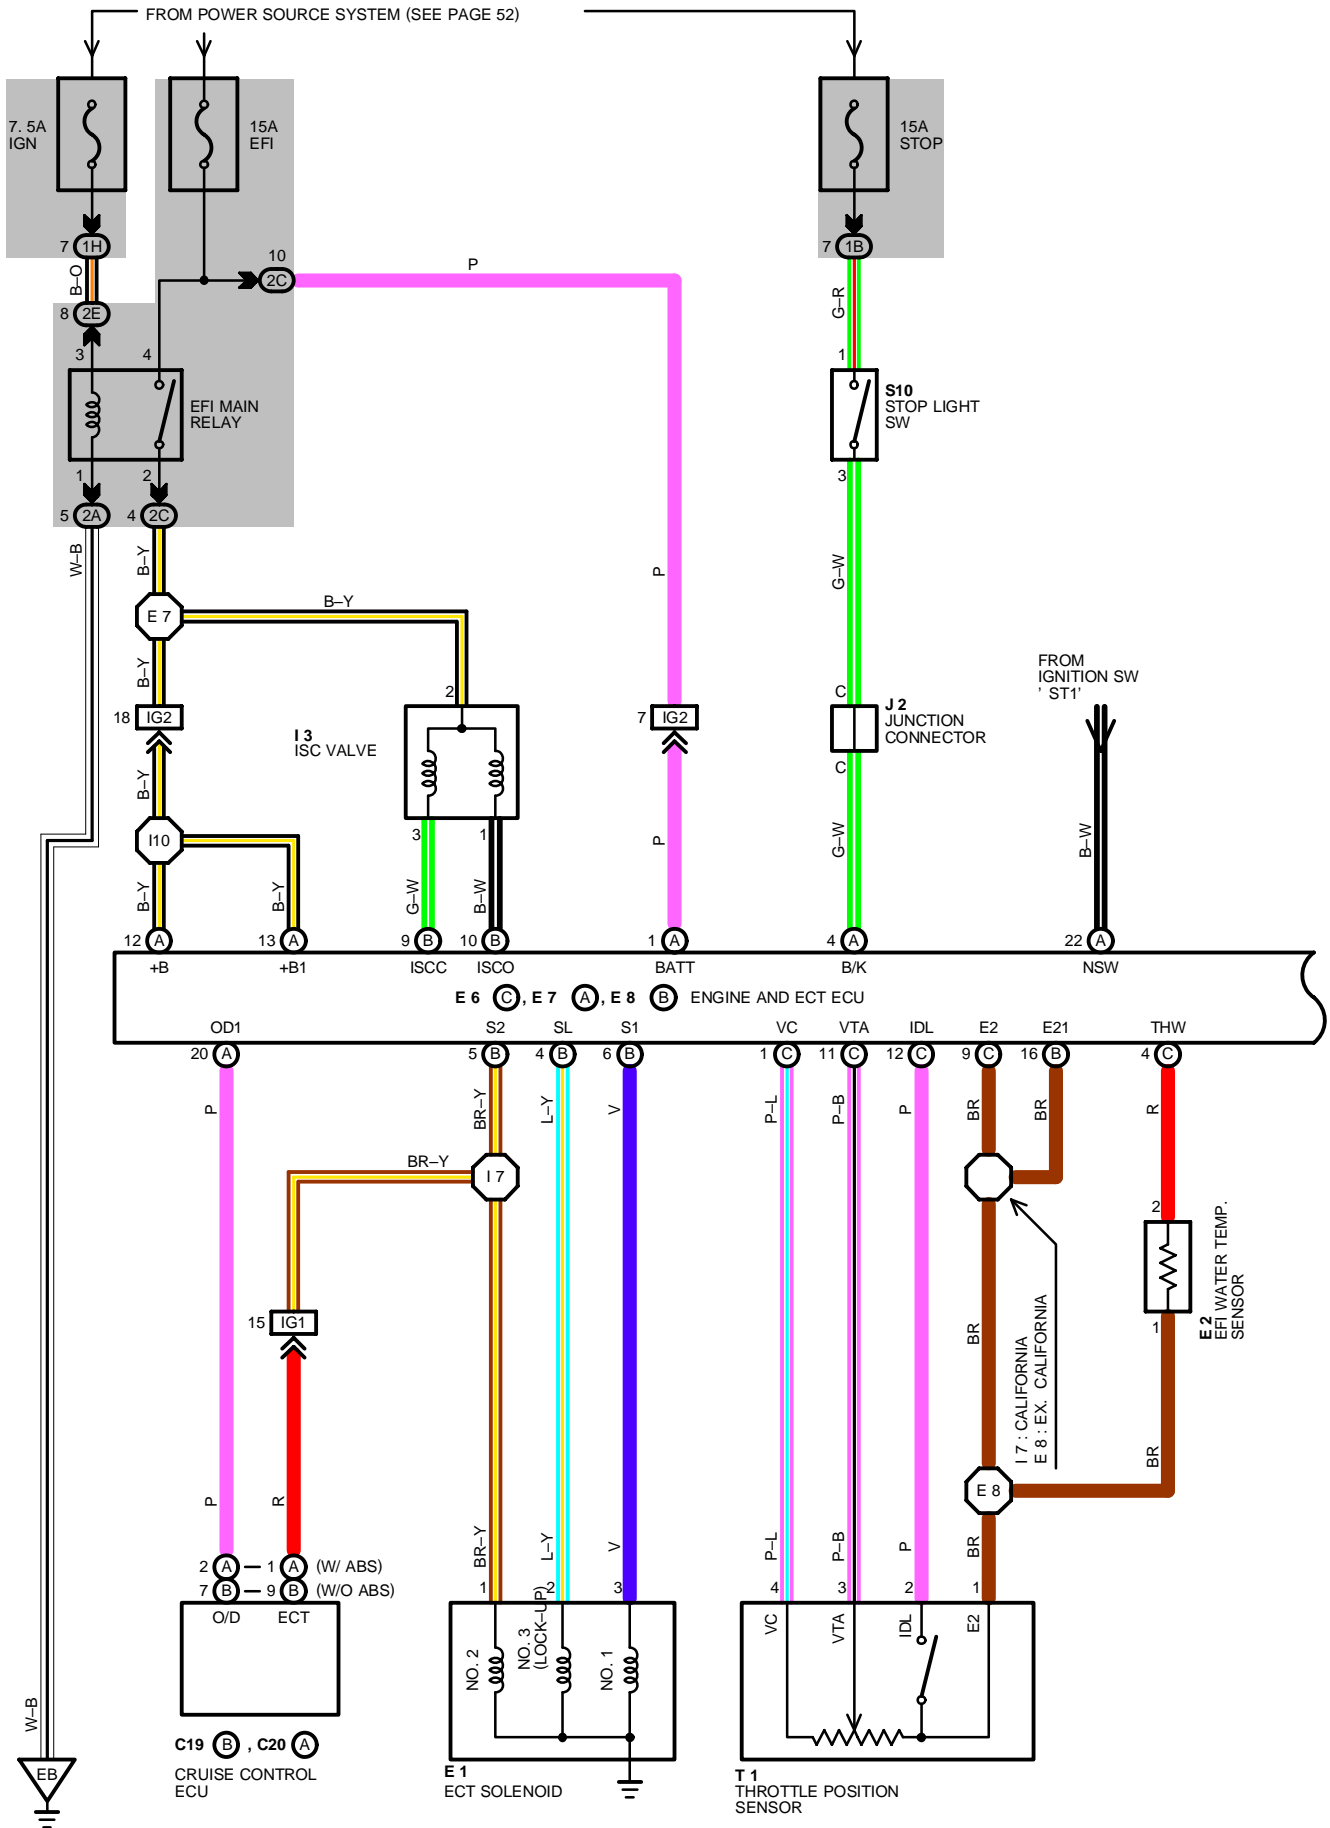 FROM POWER SOURCE SYSTEM (SEE PAGE 52)
7. 5A
IGN
15A
EFI
15A
STOP
7 1H
10
2C
P
7 1B
B–O
8 2E
G–R
3 4
1
EFI MAIN
RELAY
S10
STOP LIGHT
SW
1 2
3
5 2A
4 2C
W–B
B–Y
P
G–W
E 7
B–Y
B–Y
FROM
IGNITION SW
' ST1'
2
C
18 IG2
7 IG2
J 2
JUNCTION
CONNECTOR
I 3
ISC VALVE
C
B–Y
3 1
P
G–W
B–W
I10
B–Y
B–Y
G–W
B–W
12 A
13 A
9 B
10 B
1 A
4 A
22 A
+B
+B1
ISCC
ISCO
BATT
B/K
NSW
E 6 C , E 7 A , E 8 B ENGINE AND ECT ECU
OD1
S2
SL
S1
VC
VTA
IDL
E2
E21
THW
20 A
5 B
4 B
6 B
1 C
11 C
12 C
9 C
16 B
4 C
P
BR–Y
L–Y
V
P–L
P–B
P
BR
BR
R
BR–Y
I 7
2
15 IG1
BR
I 7 : CALIFORNIA
E 8 : EX. CALIFORNIA
1
E 2
EFI WATER TEMP.
SENSOR
BR
E 8
P
R
BR–Y
L–Y
V
P–L
P–B
P
BR
2 A – 1 A (W/ ABS)
7 B – 9 B (W/O ABS)
1
2
3
4
3
2
1
O/D
ECT
VC
VTA
IDL
E2
NO. 2
NO. 3
(LOCK–UP)
NO. 1
W–B
C19 B , C20 A
CRUISE CONTROL
ECU
EB
E 1
ECT SOLENOID
T 1
THROTTLE POSITION
SENSOR